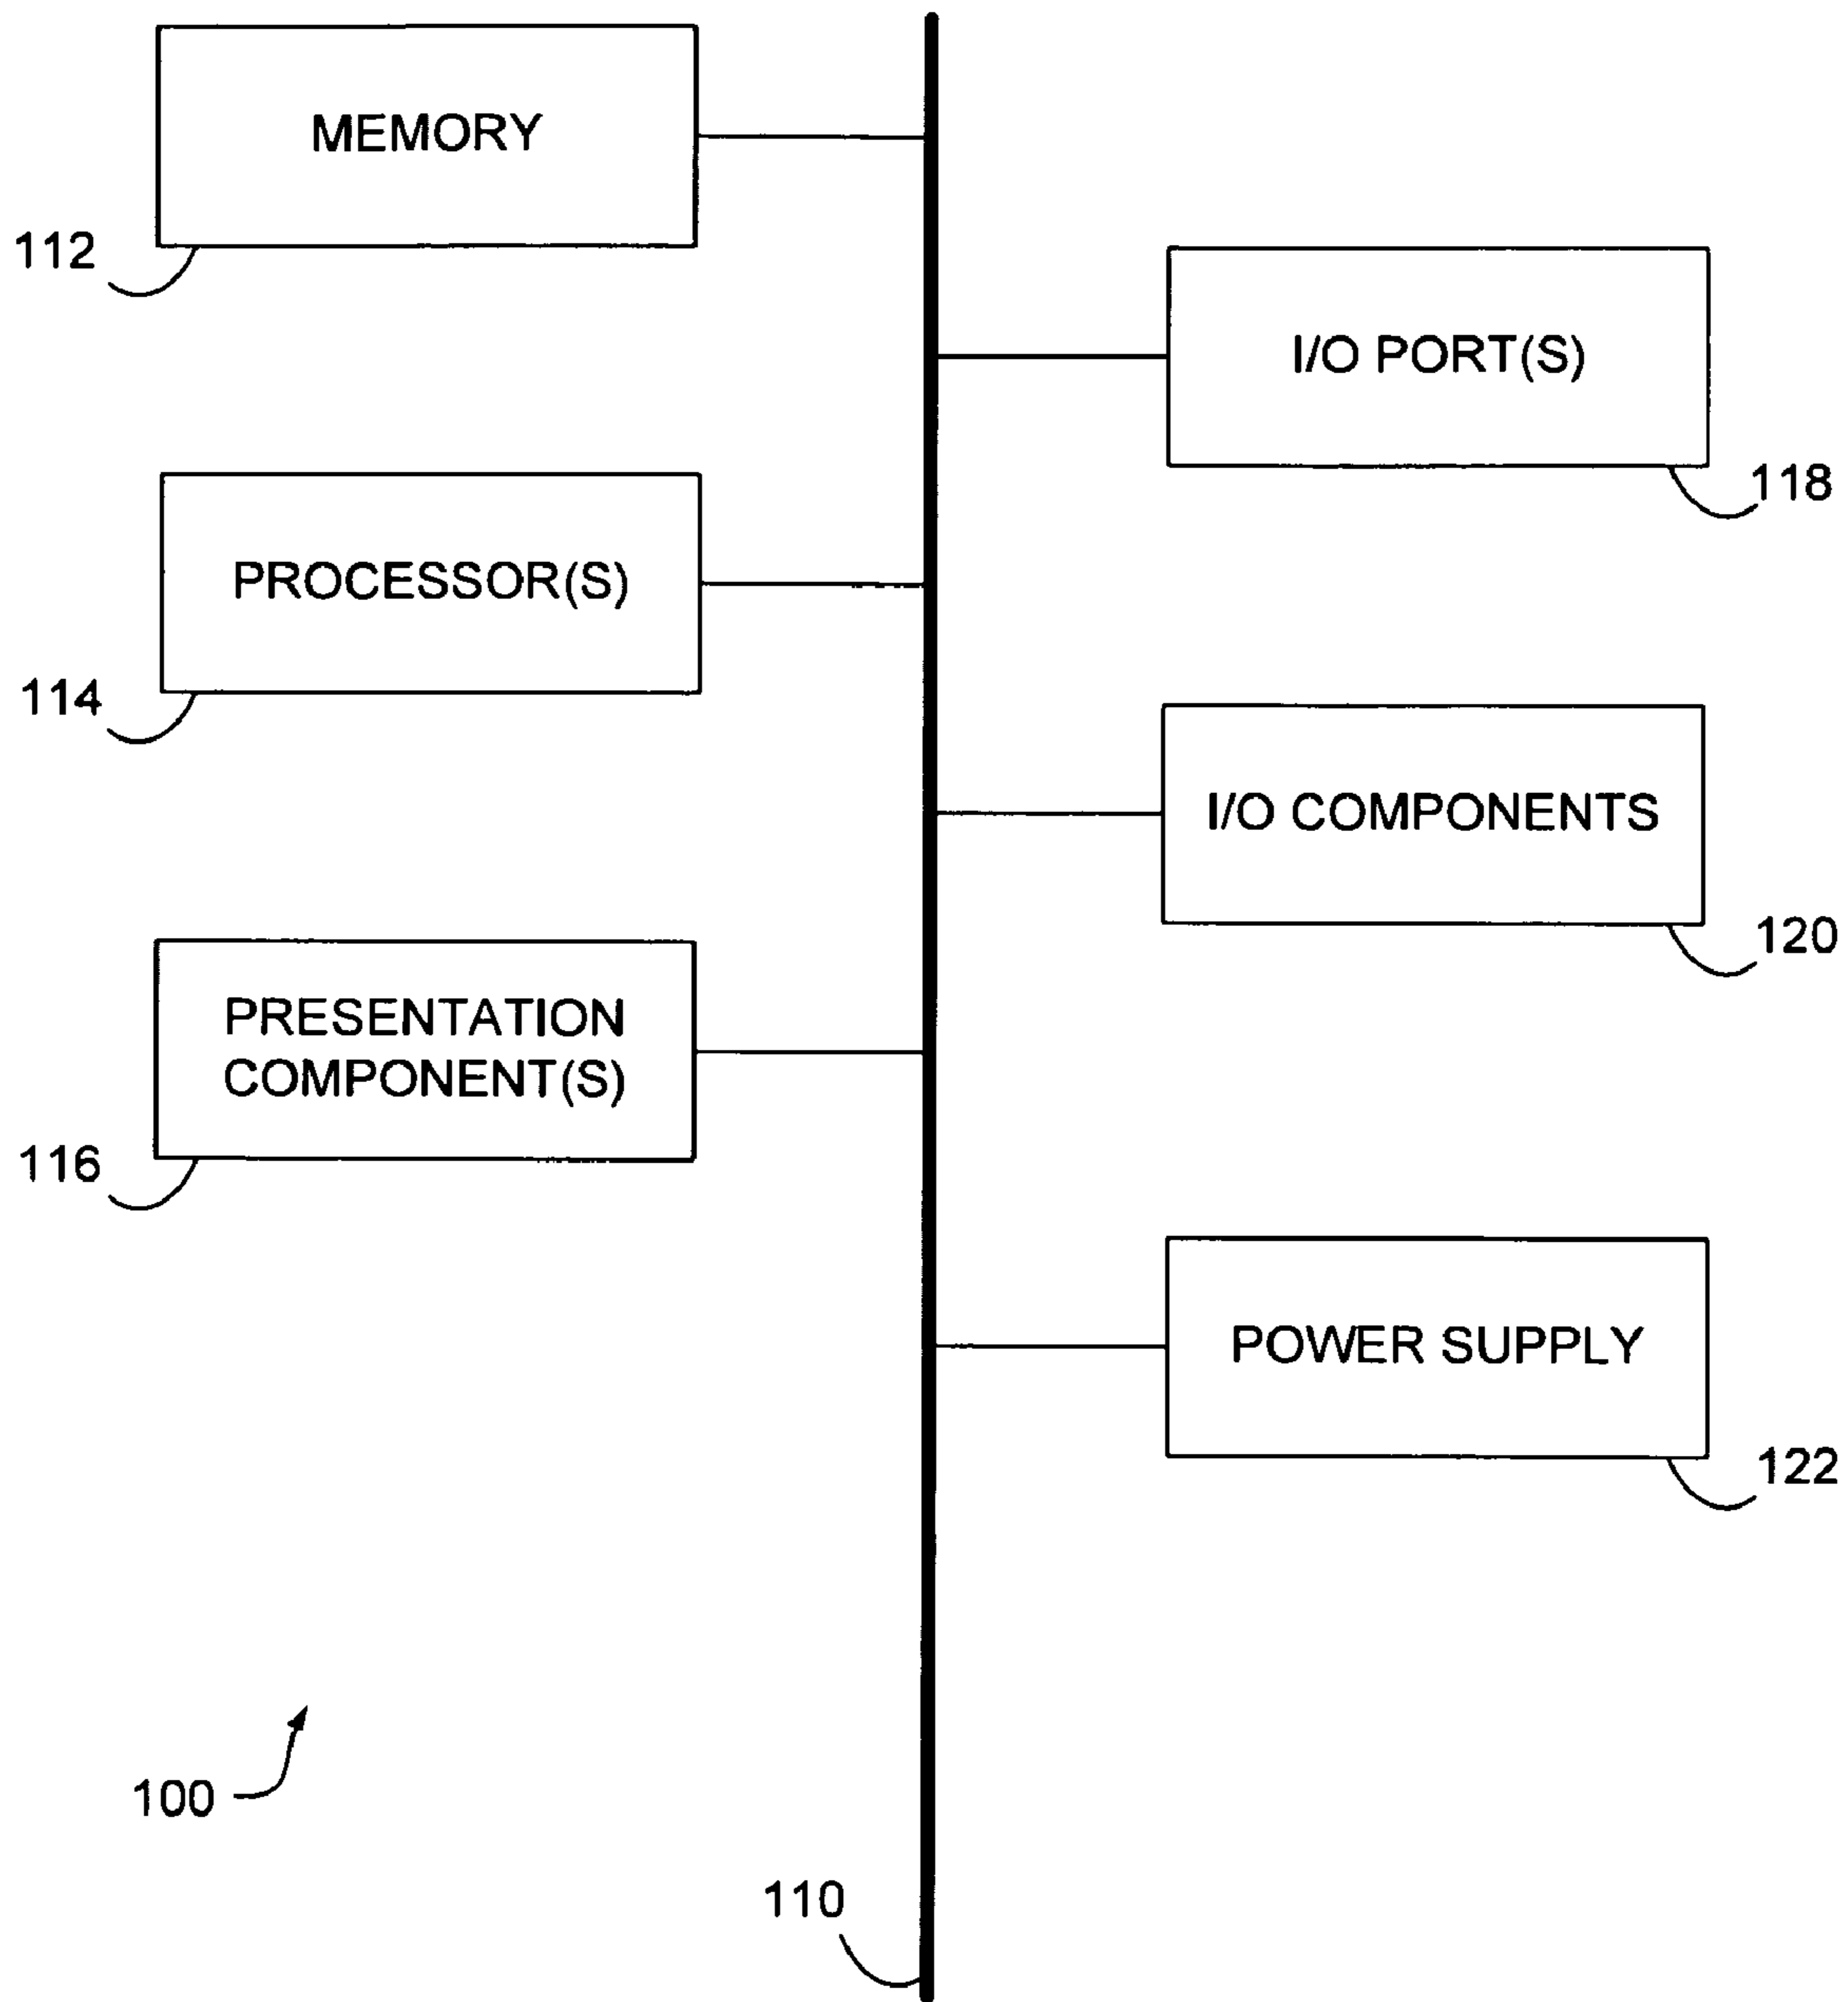 MEMORY
112
I/O PORT(S)
118
PROCESSOR(S)
114
I/O COMPONENTS
120
PRESENTATION
COMPONENT(S)
116
POWER SUPPLY
122
100
110